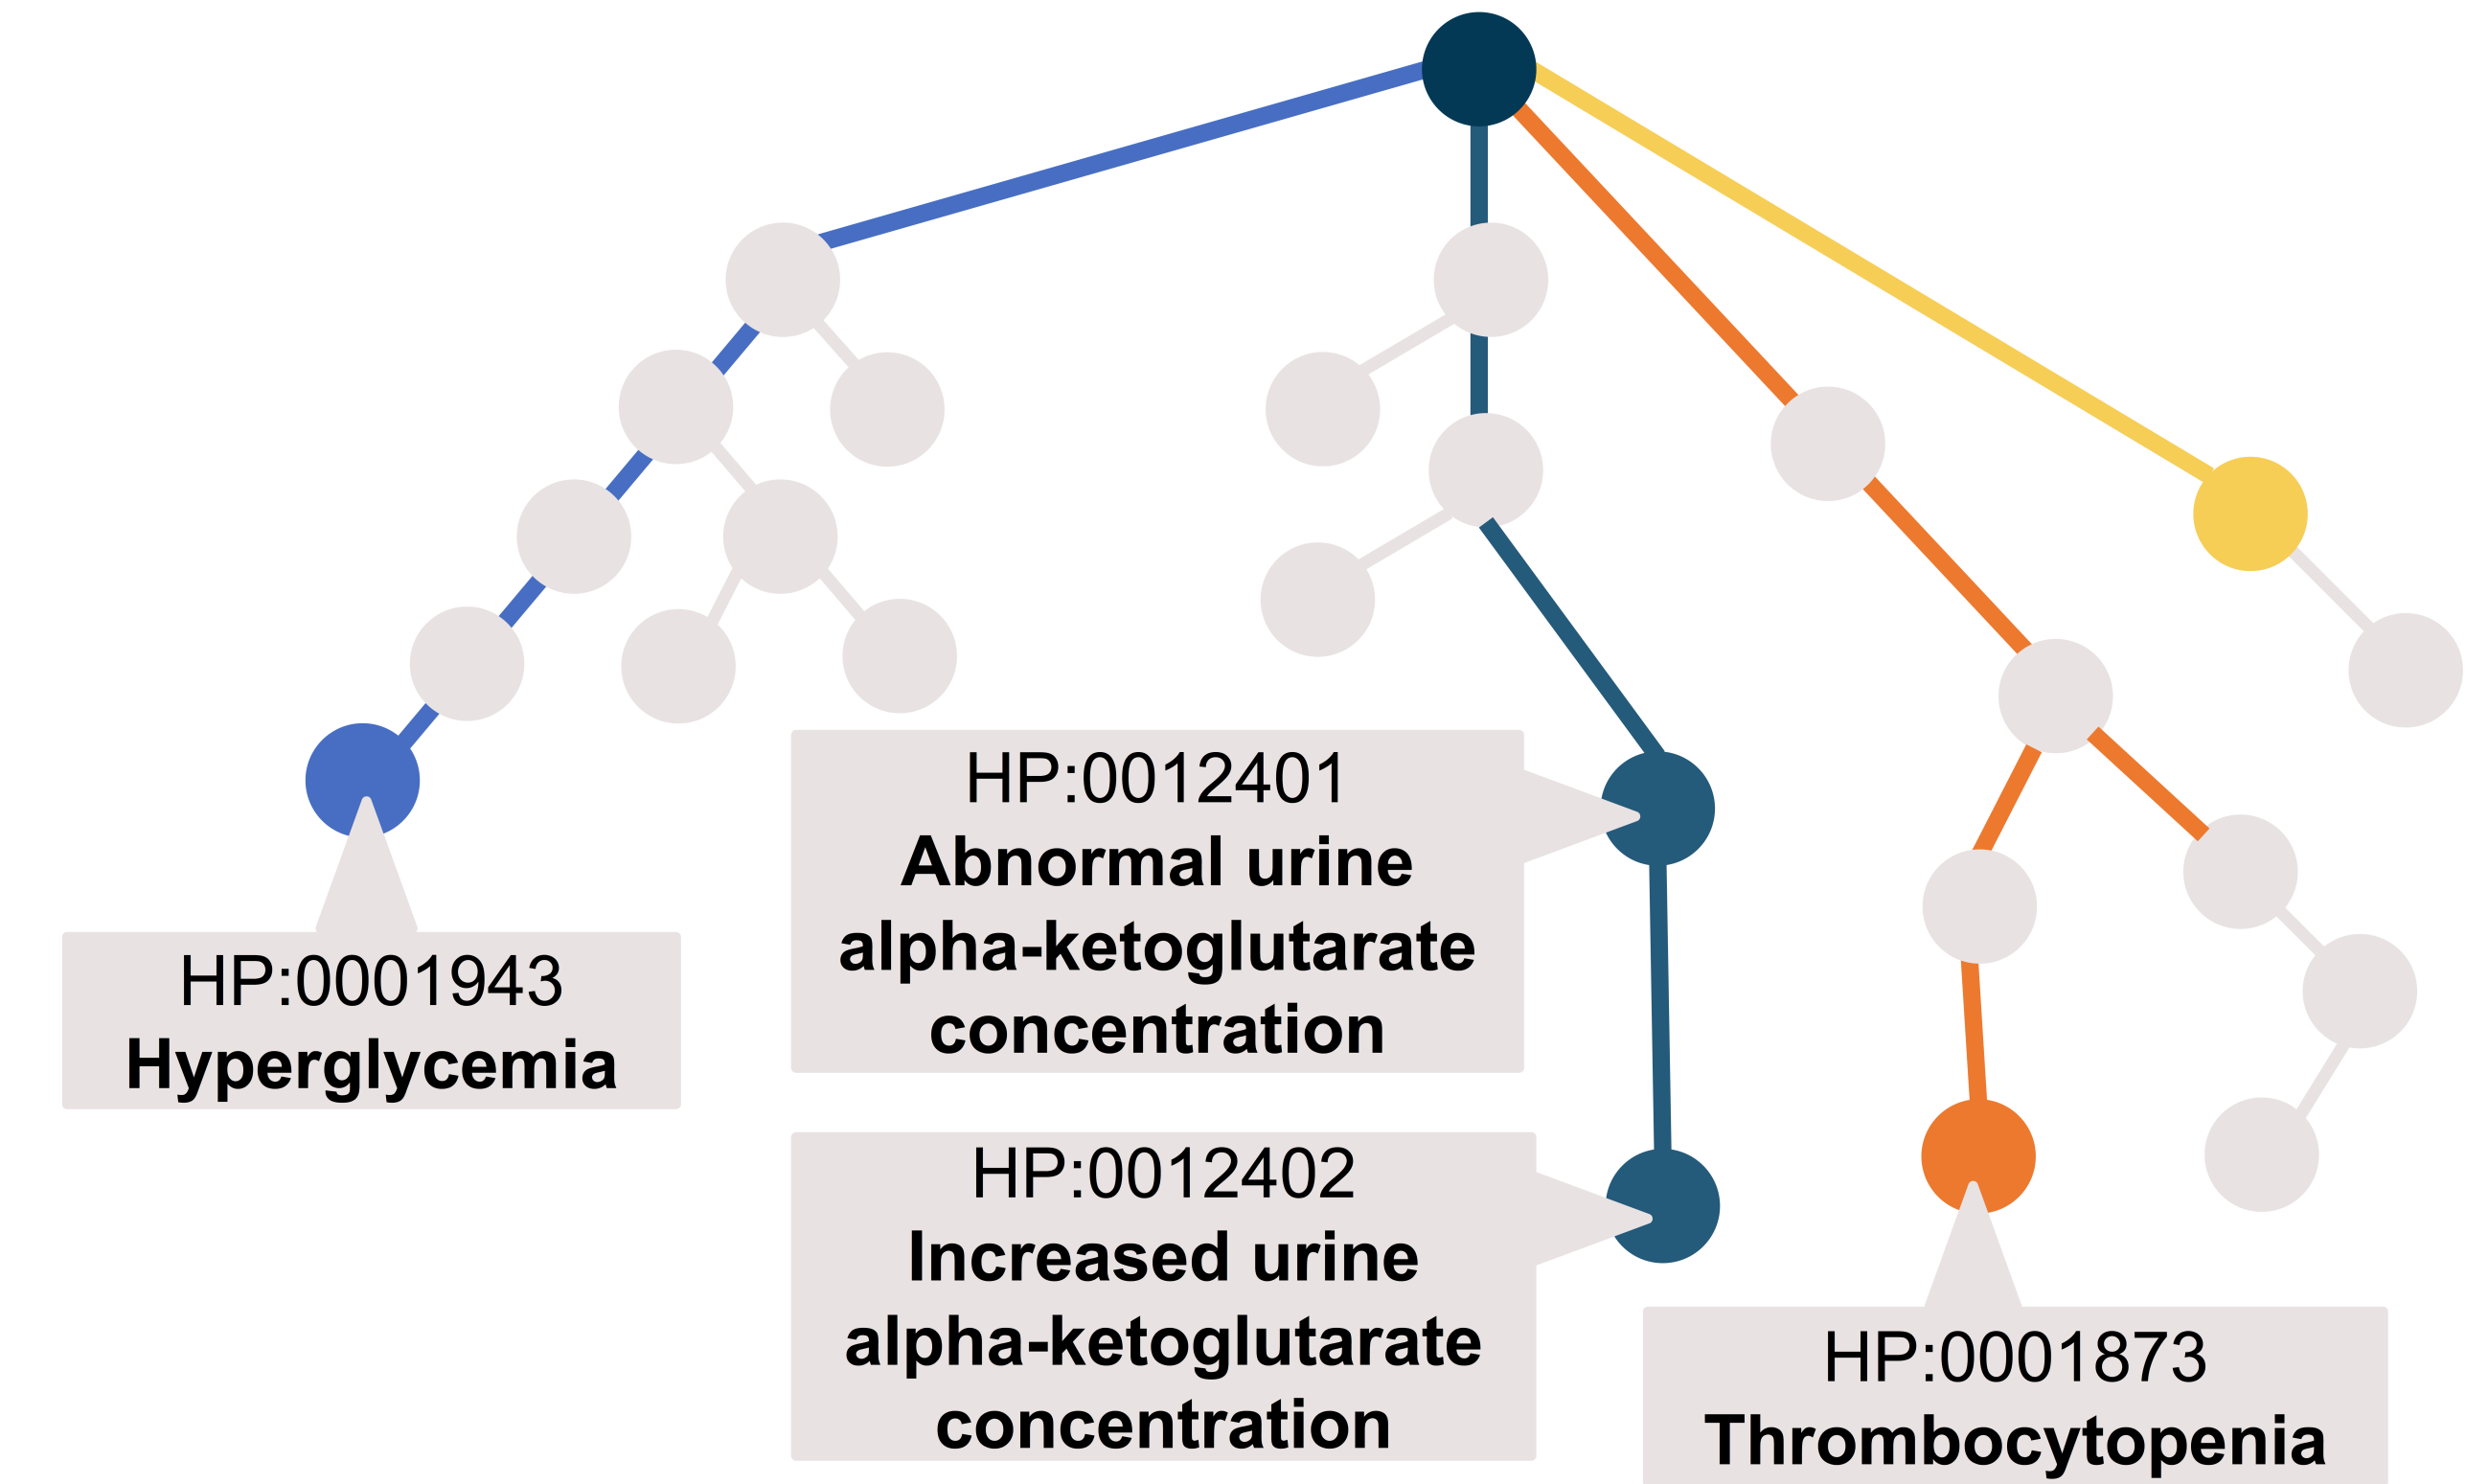 HP:0001943
Hyperglycemia
HP:0012401
Abnormal urine
alpha-ketoglutarate
concentration
HP:0012402
Increased urine
alpha-ketoglutarate
concentration
HP:0001873
Thrombocytopenia